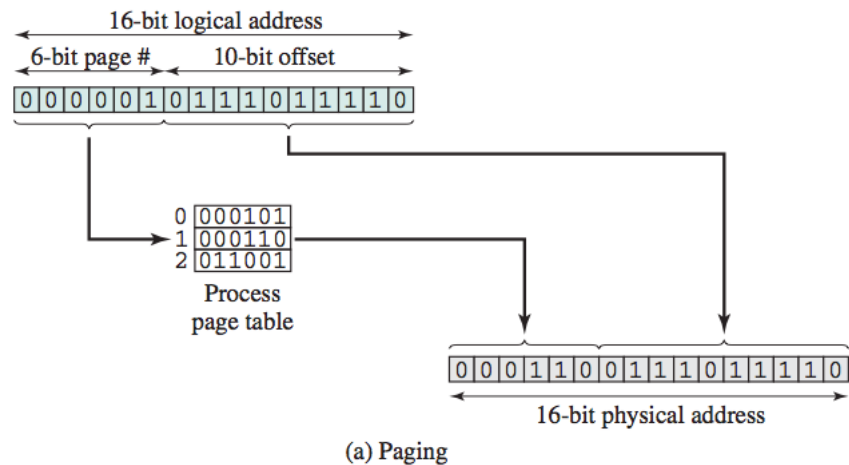 16-bit logical address
6-bit page # 10-bit offset
0 0 0 0 0 1 0 1 1 1 0 1 1 1 1 0
0 000101
1 000110
2 011001
Process
page table
0 0 0 1 1 0 0 1 1 1 0 1 1 1 1 0
16-bit physical address
(a) Paging